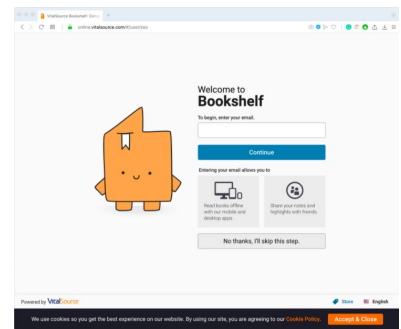 VitalSource Bookshelf:
online.vitalsource.com
Welcome to
Bookshelf
To begin, enter your email.
Continue
Entering your email allows you to
Read books offline
with our mobile and
desktop apps.
Share your notes and
highlights with friends.
No thanks, I'll skip this step.
Powered by VitalSource
Store
English
We use cookies so you get the best experience on our website. By using our site, you are agreeing to our Cookie Policy.
Accept & Close